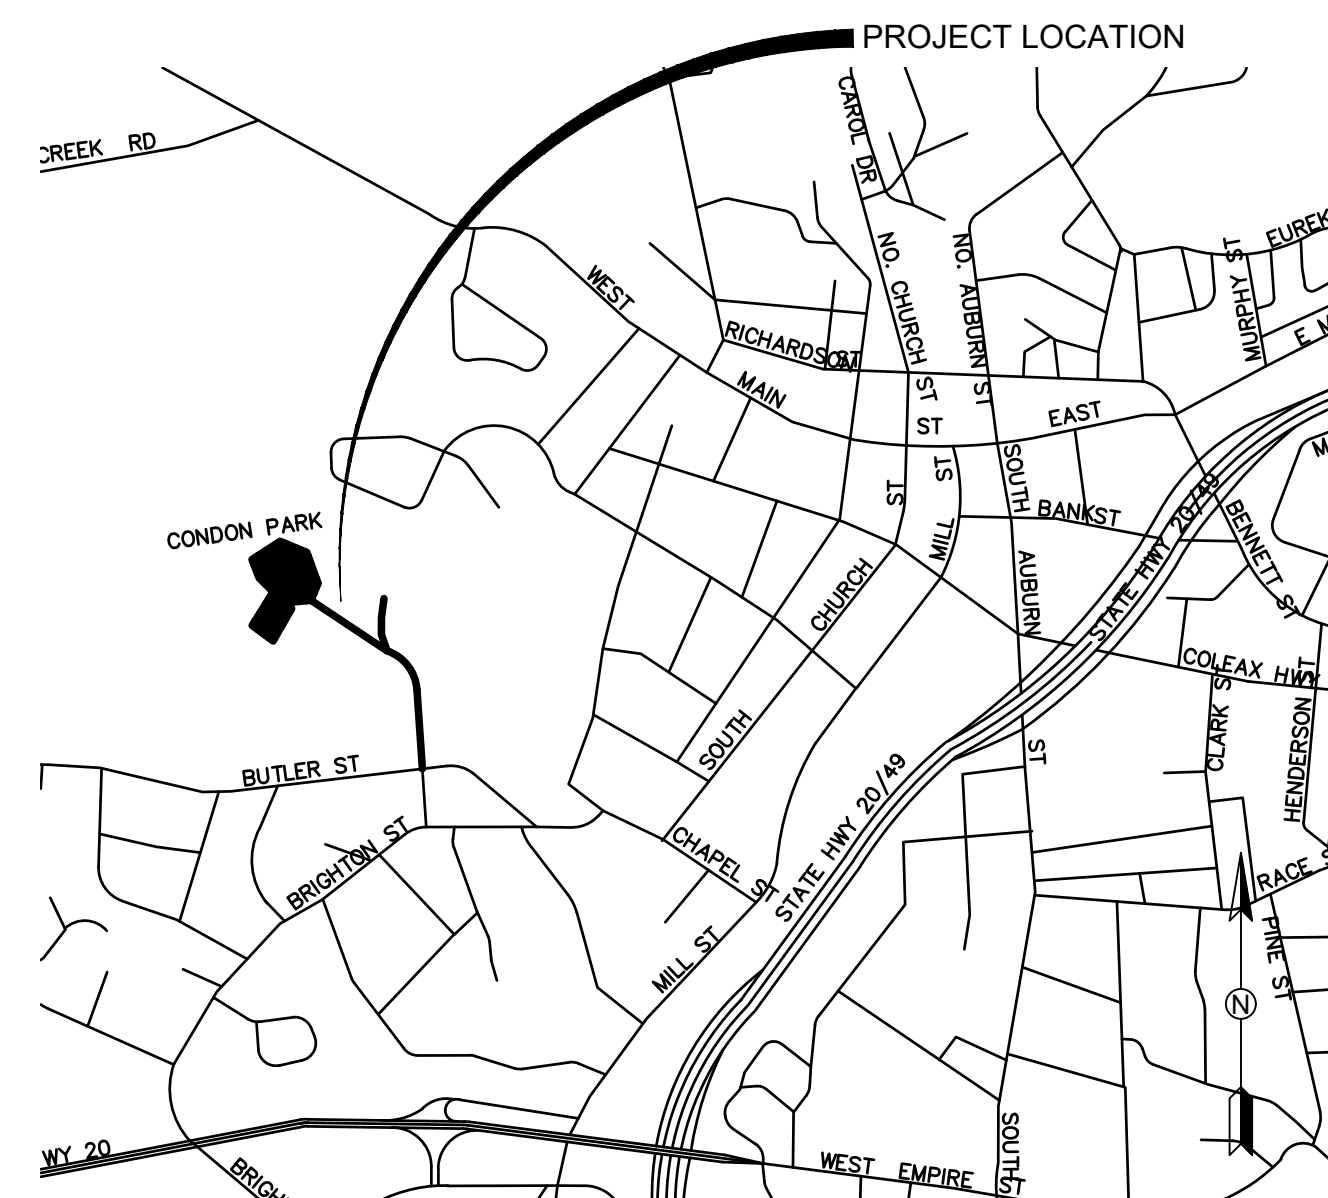 PROJECT LOCATION
CREEK RD
CAROL DR
NO. CHURCH ST
NO. AUBURN ST
MURPHY ST
EUREK
E M
WEST
RICHARDSON ST
MAIN
ST
EAST
ST
ST
MILL
SOUTH
BANK ST
STATE HWY 20/49
BENNETT ST
M
CONDON PARK
CHURCH
AUBURN
COLFAX HWY
CLARK ST
HENDERSON ST
SOUTH
ST
BUTLER ST
BRIGHTON ST
CHAPEL ST
STATE HWY 20/49
MILL ST
RACE S
PINE ST
N
WY 20
BRIGH
WEST EMPIRE ST
SOUTH